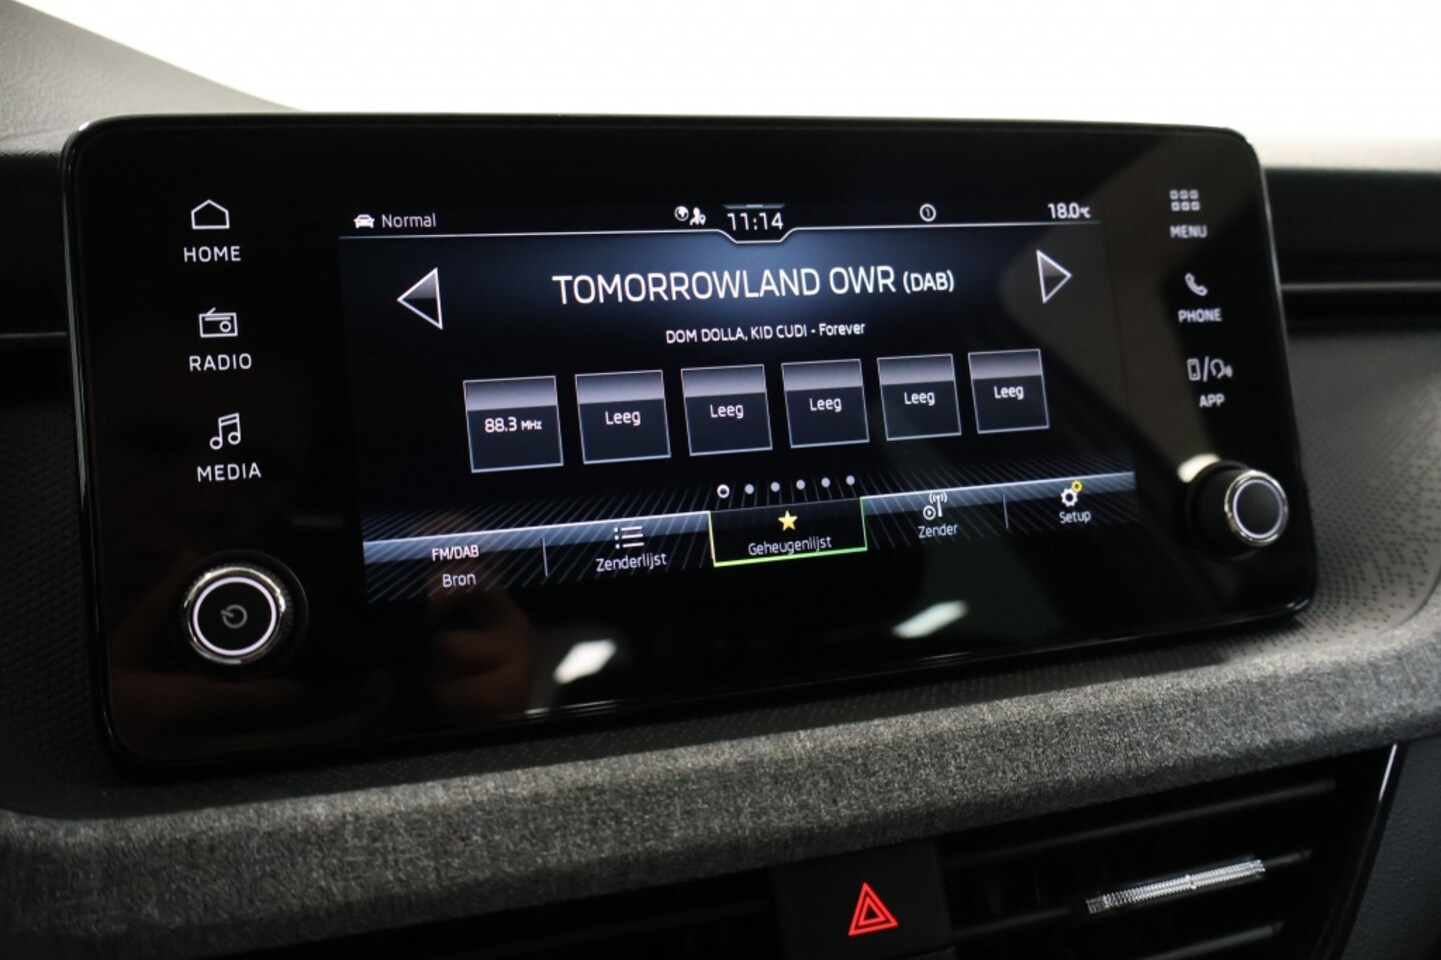 Normal
11:14
1
18.0°C
HOME
RADIO
MEDIA
TOMORROWLAND OWR (DAB)
DOM DOLLA, KID CUDI - Forever
88.3 MHz
Leeg
Leeg
Leeg
Leeg
Leeg
FM/DAB
Bron
Zenderlijst
Geheugenlijst
Zender
Setup
MENU
PHONE
APP